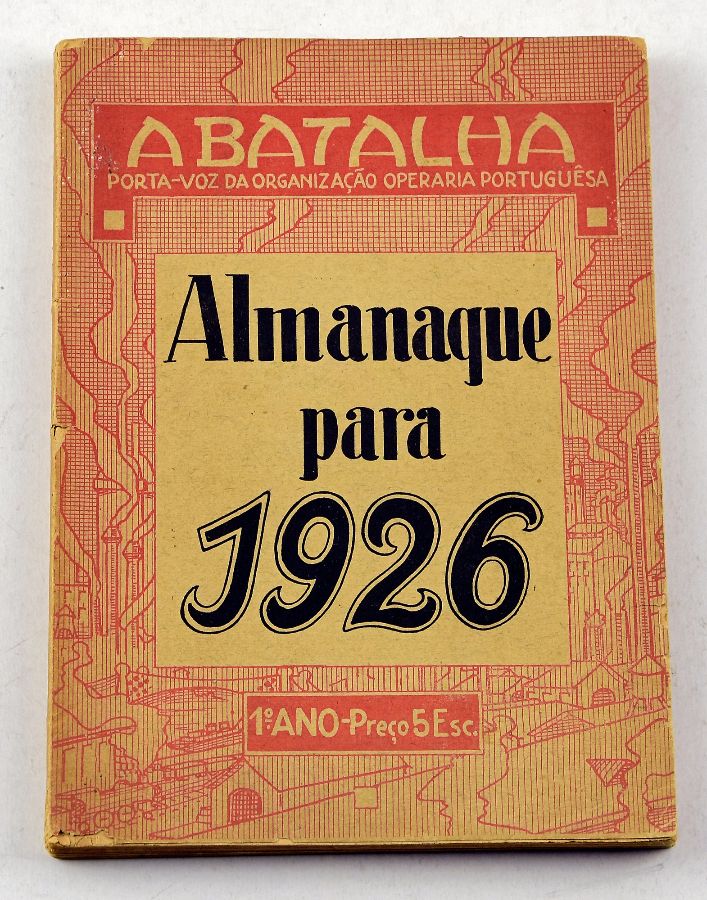 A BATALHA
PORTA-VOZ DA ORGANIZAÇÃO OPERARIA PORTUGUÊSA
Almanaque
para
1926
1º ANO-Preço 5 Esc.